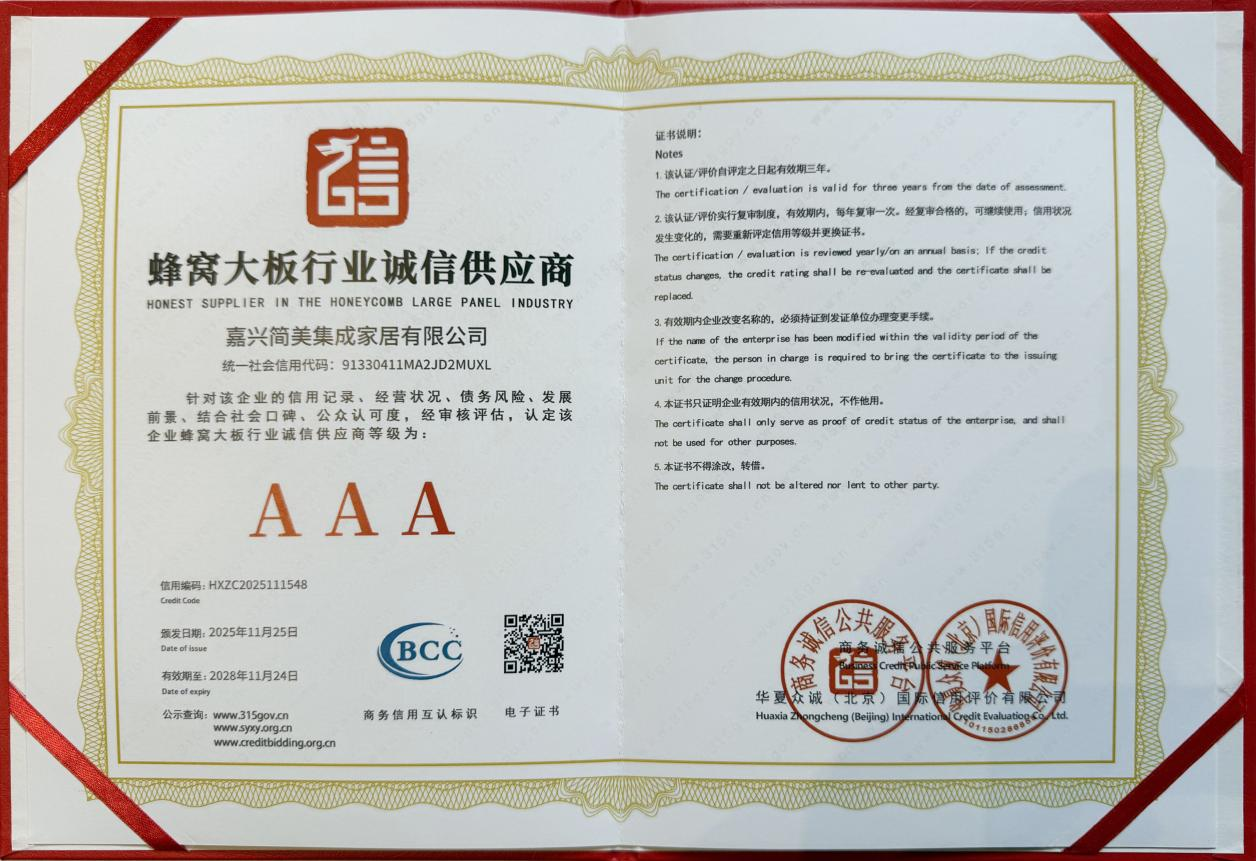 蜂窝大板行业诚信供应商
HONEST SUPPLIER IN THE HONEYCOMB LARGE PANEL INDUSTRY
嘉兴简美集成家居有限公司
统一社会信用代码：91330411MA2JD2MUXL
针对该企业的信用记录、经营状况、债务风险、发展
前景、结合社会口碑、公众认可度，经审核评估，认定该
企业蜂窝大板行业诚信供应商等级为：
AAA
信用编码：HXZC2025111548
Credit Code
颁发日期：2025年11月25日
Date of issue
有效期至：2028年11月24日
Date of expiry
公示查询：www.315gov.cn
www.syxy.org.cn
www.creditbidding.org.cn
BCC
商务信用互认标识
电子证书
证书说明：
Notes
1. 该认证/评价自评定之日起有效期三年。
The certification / evaluation is valid for three years from the date of assessment.
2. 该认证/评价实行复审制度，有效期内，每年复审一次。经复审合格的，可继续使用；信用状况
发生变化的，需要重新评定信用等级并更换证书。
The certification / evaluation is reviewed yearly/on an annual basis; If the credit
status changes, the credit rating shall be re-evaluated and the certificate shall be
replaced.
3. 有效期内企业改变名称的，必须持证到发证单位办理变更手续。
If the name of the enterprise has been modified within the validity period of the
certificate, the person in charge is required to bring the certificate to the issuing
unit for the change procedure.
4. 本证书只证明企业有效期内的信用状况，不作他用。
The certificate shall only serve as proof of credit status of the enterprise, and shall
not be used for other purposes.
5. 本证书不得涂改，转借。
The certificate shall not be altered nor lent to other party.
商务诚信公共服务平台
Business Credit Public Service Platform
华夏众诚（北京）国际信用评价有限公司
Huaxia Zhongcheng (Beijing) International Credit Evaluation Co., Ltd.
商务诚信公共服务平台